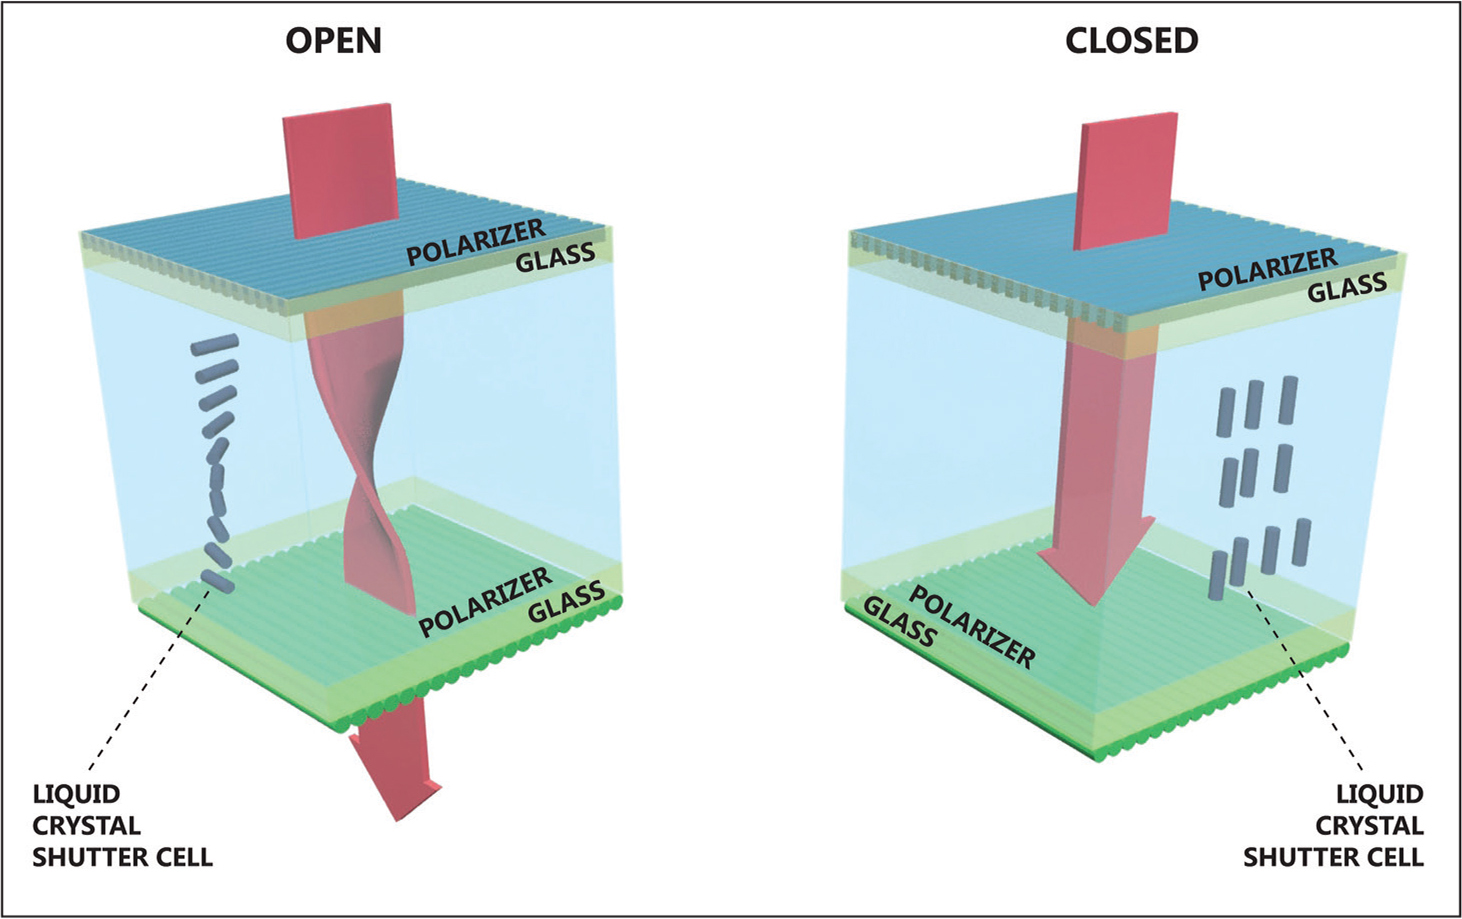 OPEN
CLOSED
POLARIZER
GLASS
POLARIZER
GLASS
POLARIZER
GLASS
POLARIZER
GLASS
LIQUID
CRYSTAL
SHUTTER CELL
LIQUID
CRYSTAL
SHUTTER CELL